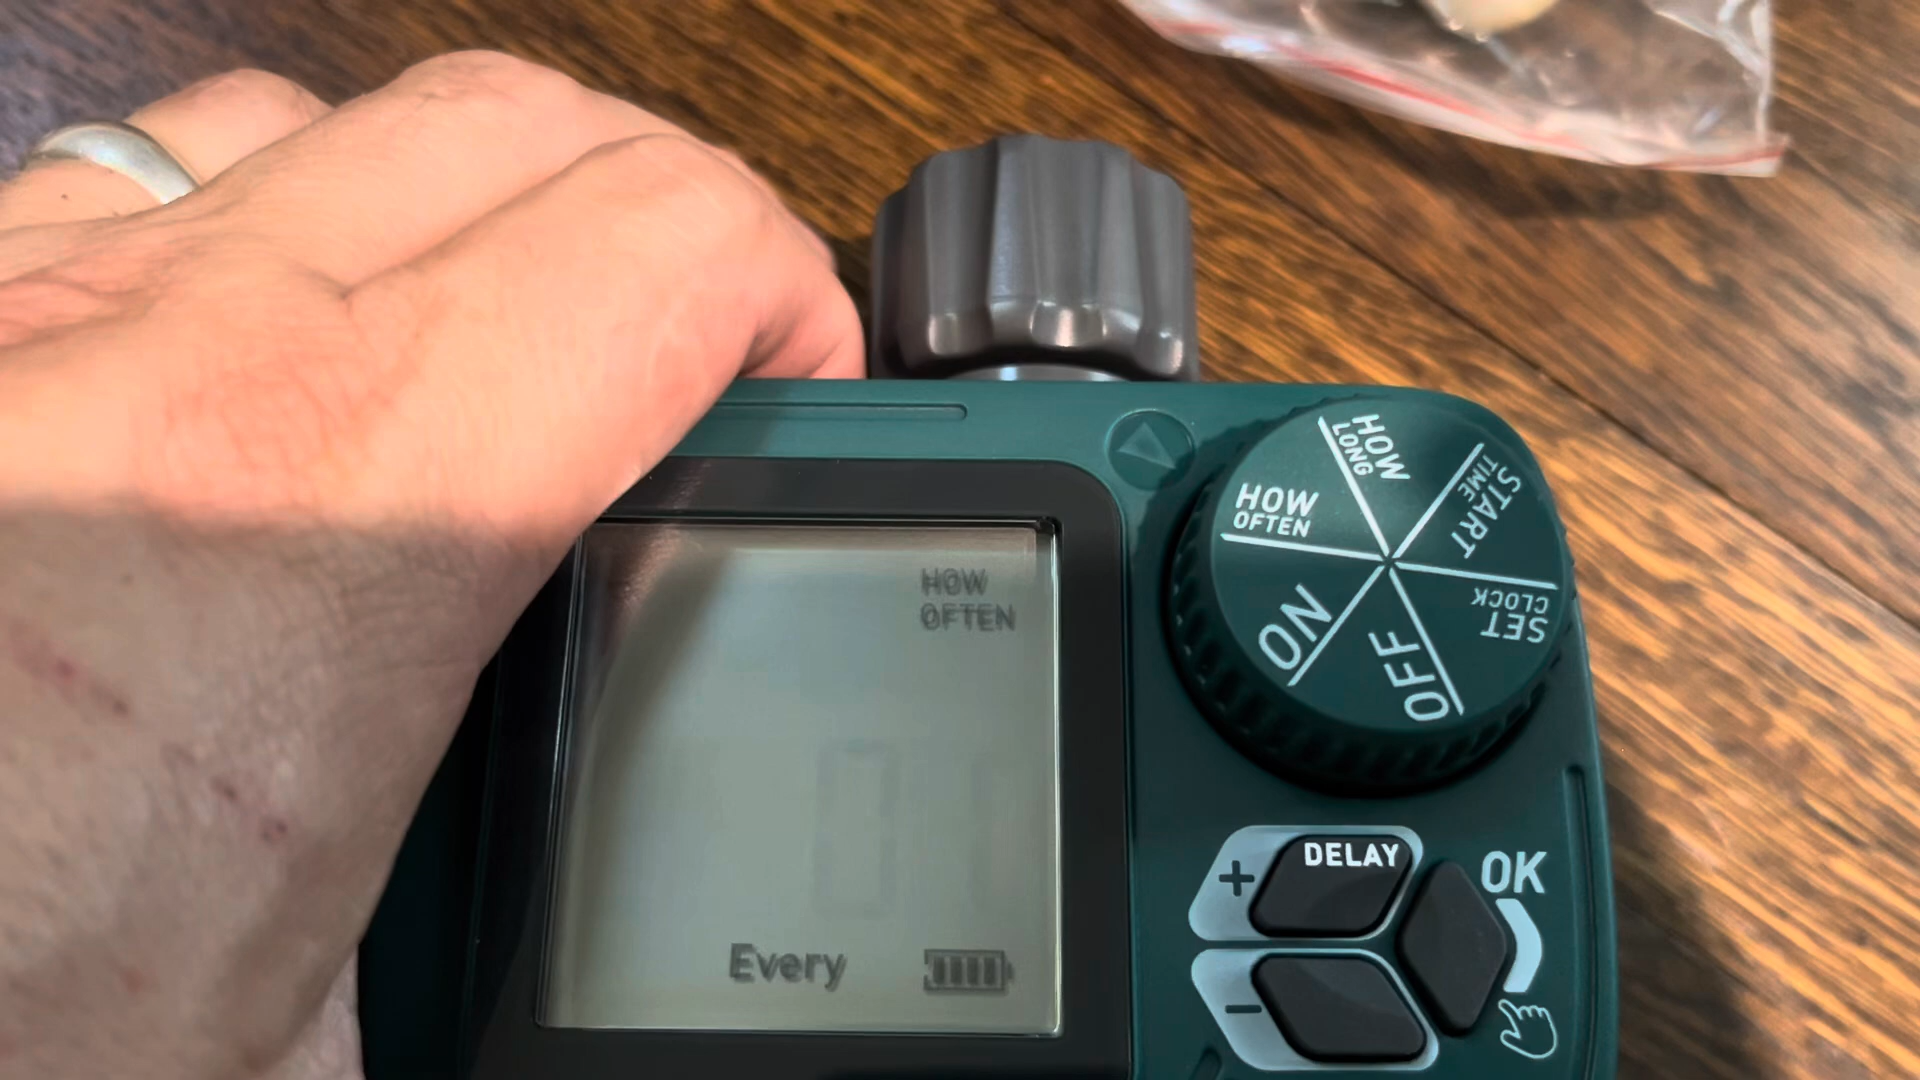 HOW
LONG
START
TIME
HOW
OFTEN
SET
CLOCK
ON
OFF
HOW
OFTEN
Every
+
DELAY
OK
-